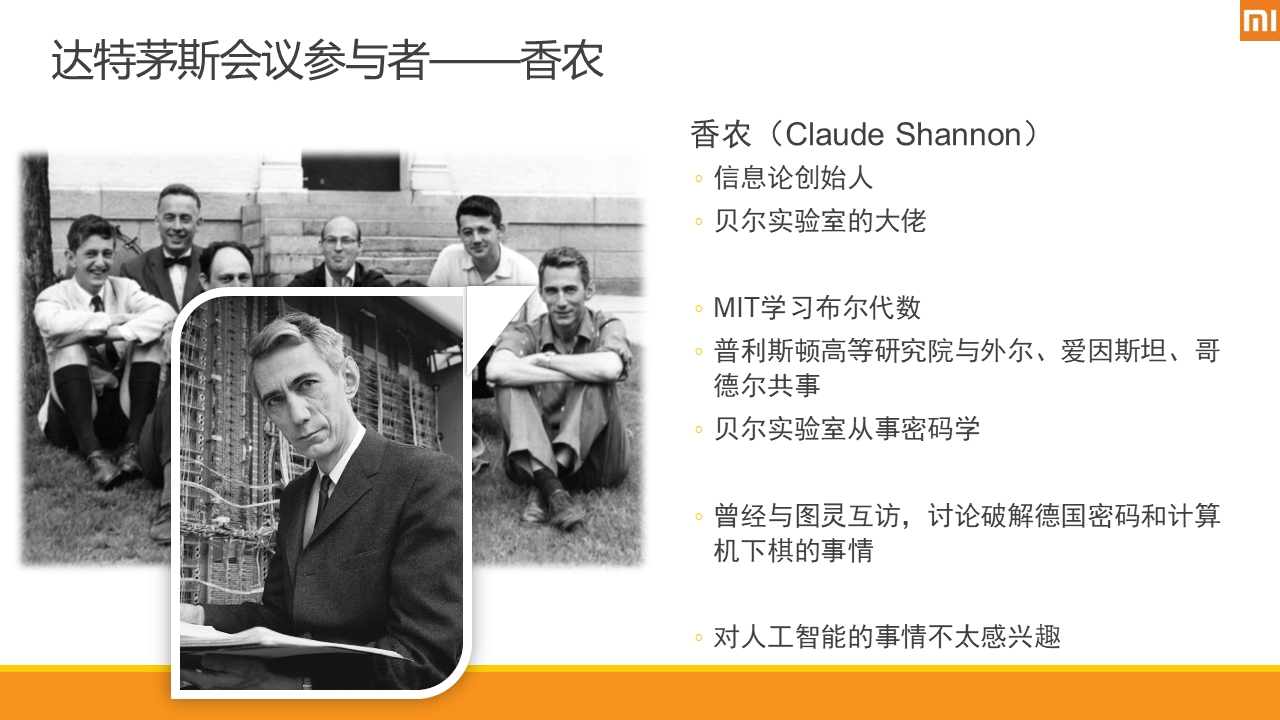 达特茅斯会议参与者——香农
香农（Claude Shannon）
信息论创始人
贝尔实验室的大佬
MIT学习布尔代数
普利斯顿高等研究院与外尔、爱因斯坦、哥
德尔共事
贝尔实验室从事密码学
曾经与图灵互访，讨论破解德国密码和计算
机下棋的事情
对人工智能的事情不太感兴趣